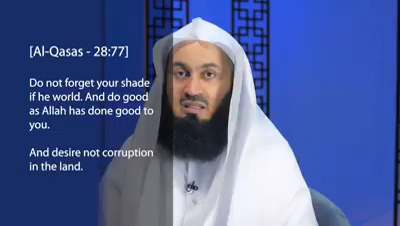 [Al-Qasas - 28:77]
Do not forget your shade
if he world. And do good
as Allah has done good to
you.
And desire not corruption
in the land.